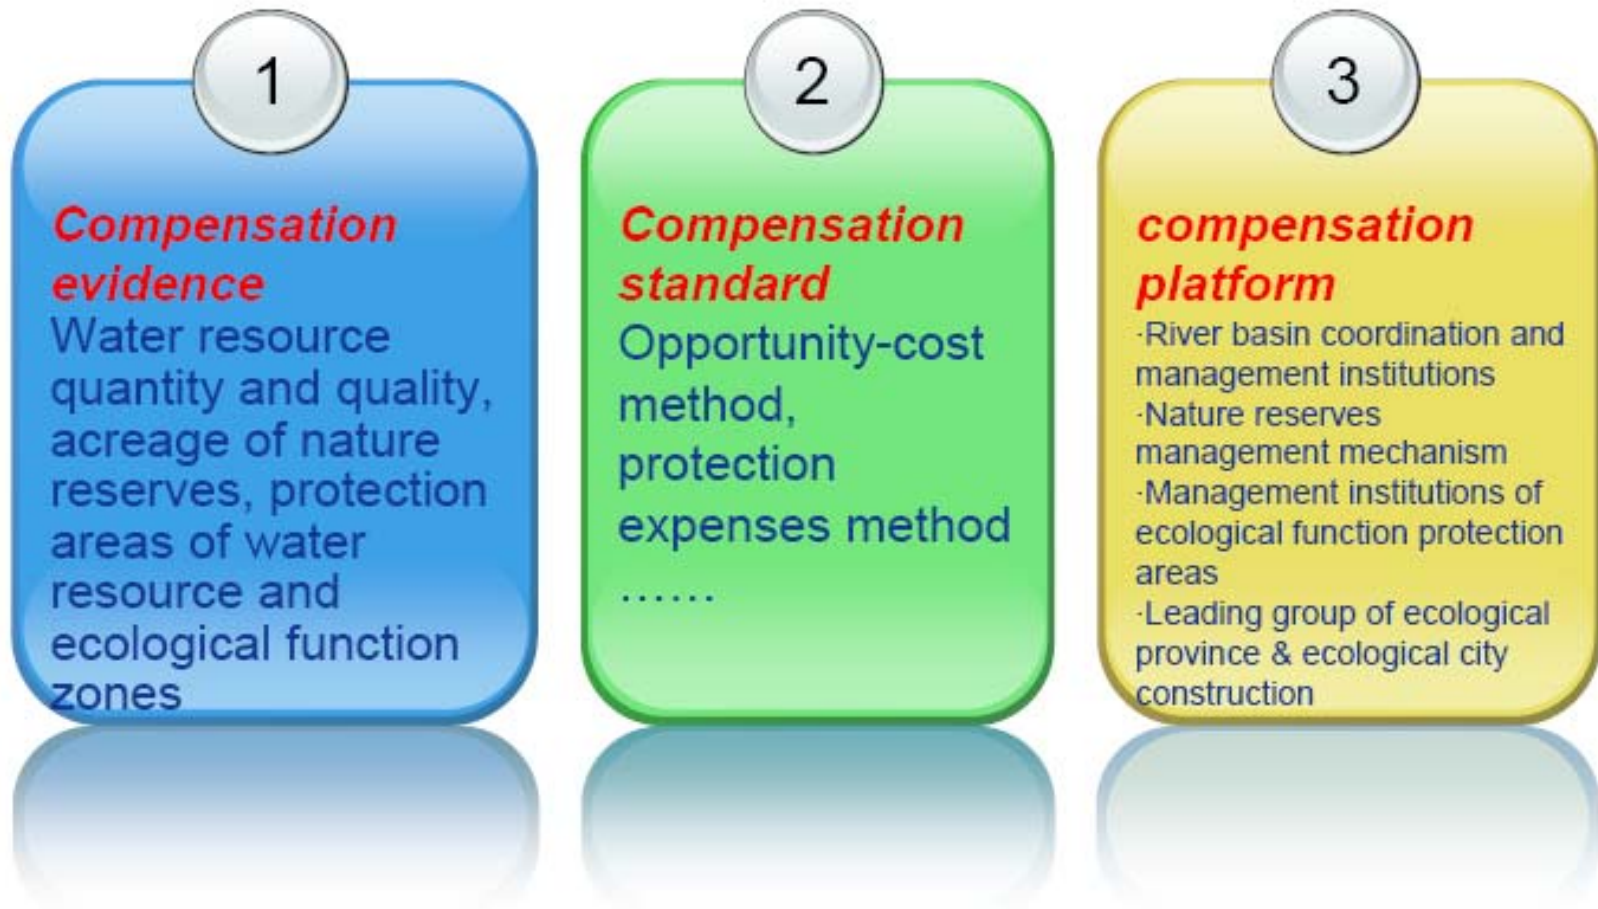 1
Compensation
evidence
Water resource
quantity and quality,
acreage of nature
reserves, protection
areas of water
resource and
ecological function
zones
2
Compensation
standard
Opportunity-cost
method,
protection
expenses method
……
3
compensation
platform
·River basin coordination and
management institutions
·Nature reserves
management mechanism
·Management institutions of
ecological function protection
areas
·Leading group of ecological
province & ecological city
construction